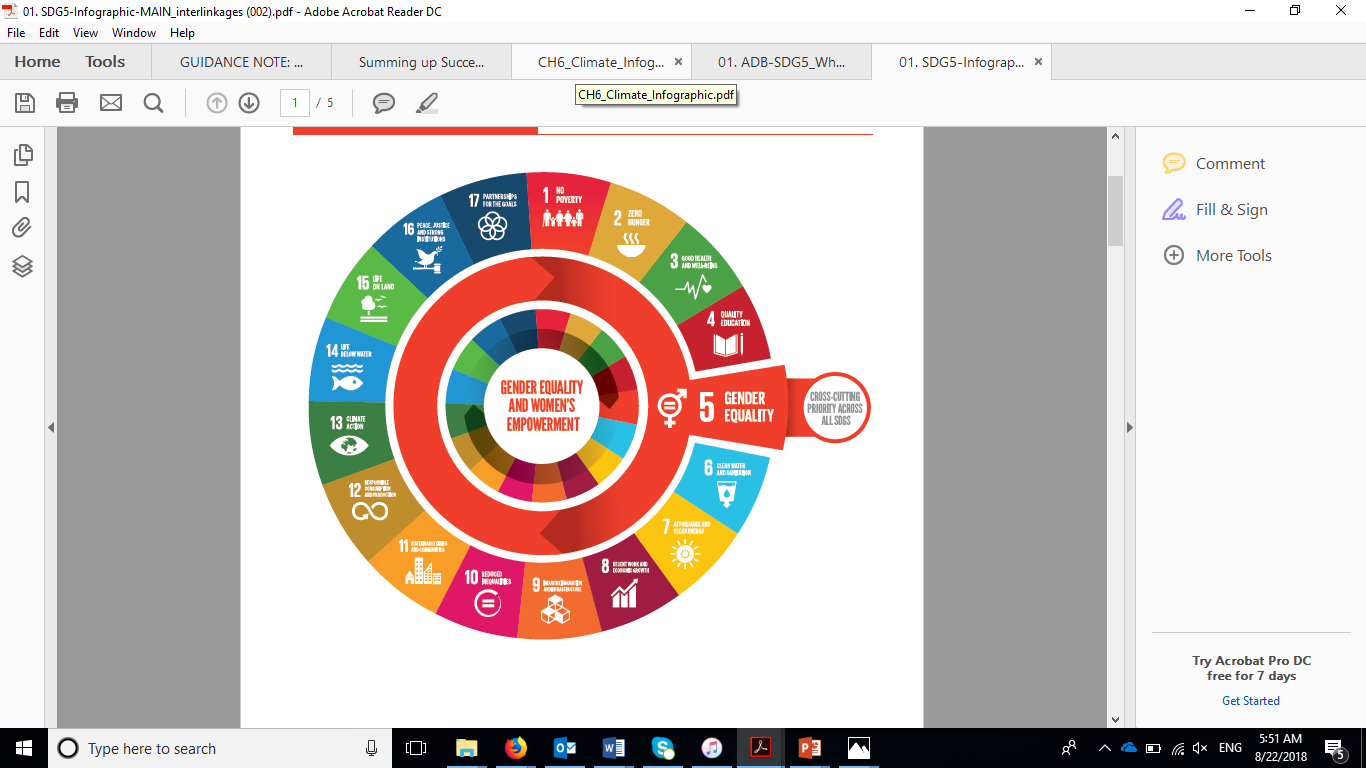 01. SDG5-Infographic-MAIN_interlinkages (002).pdf - Adobe Acrobat Reader DC
File Edit View Window Help
Home Tools GUIDANCE NOTE: ... Summing up Succe... CH6_Climate_Infog... 01. ADB-SDG5_Wh... 01. SDG5-Infograp...
CH6_Climate_Infographic.pdf
1 / 5
1 NO
POVERTY
2 ZERO
HUNGER
3 GOOD HEALTH
AND WELL-BEING
4 QUALITY
EDUCATION
5 GENDER
EQUALITY
CROSS-CUTTING
PRIORITY ACROSS
ALL SDGS
6 CLEAN WATER
AND SANITATION
7 AFFORDABLE AND
CLEAN ENERGY
8 DECENT WORK AND
ECONOMIC GROWTH
9 INDUSTRY INNOVATION
AND INFRASTRUCTURE
10 REDUCED
INEQUALITIES
11 SUSTAINABLE CITIES
AND COMMUNITIES
12 RESPONSIBLE
CONSUMPTION
AND PRODUCTION
13 CLIMATE
ACTION
14 LIFE
BELOW WATER
15 LIFE
ON LAND
16 PEACE, JUSTICE
AND STRONG
INSTITUTIONS
17 PARTNERSHIPS
FOR THE GOALS
GENDER EQUALITY
AND WOMEN'S
EMPOWERMENT
Comment
Fill & Sign
More Tools
Try Acrobat Pro DC
free for 7 days
Get Started
Type here to search
ENG
5:51 AM
8/22/2018
5